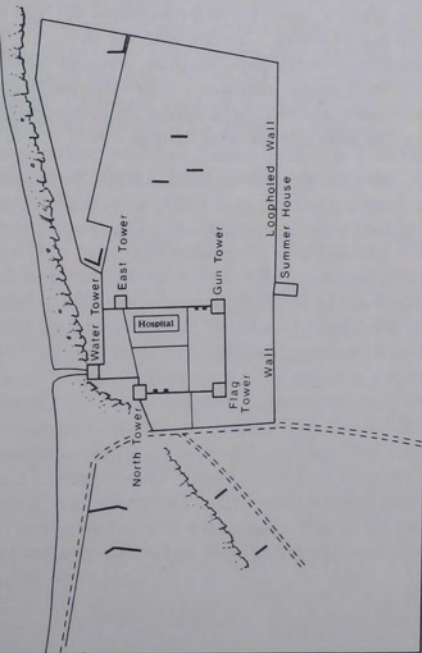 Water Tower
East Tower
Hospital
North Tower
Gun Tower
Flag
Tower
Wall
Loopholed Wall
Summer House